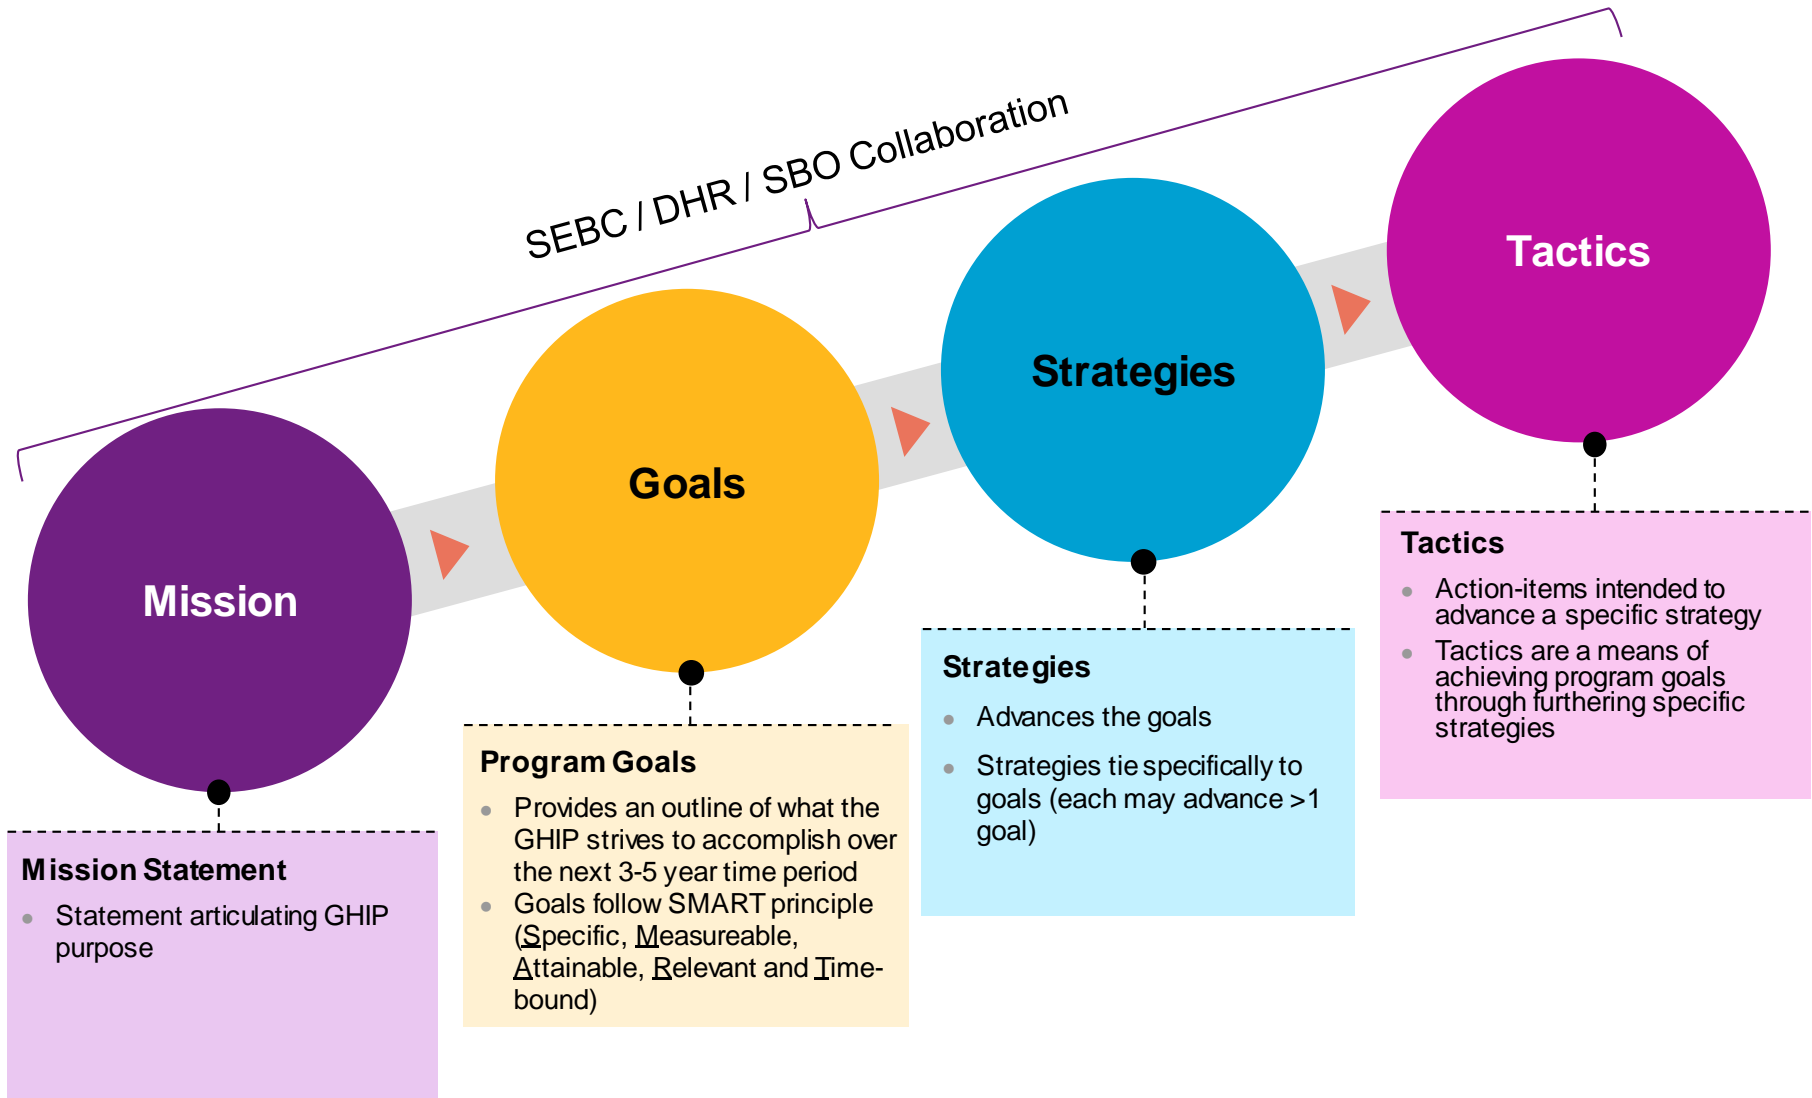 SEBC / DHR / SBO Collaboration
Mission
Goals
Strategies
Tactics
Mission Statement
● Statement articulating GHIP
purpose
Program Goals
● Provides an outline of what the
GHIP strives to accomplish over
the next 3-5 year time period
● Goals follow SMART principle
(Specific, Measureable,
Attainable, Relevant and Time-
bound)
Strategies
● Advances the goals
● Strategies tie specifically to
goals (each may advance >1
goal)
Tactics
● Action-items intended to
advance a specific strategy
● Tactics are a means of
achieving program goals
through furthering specific
strategies